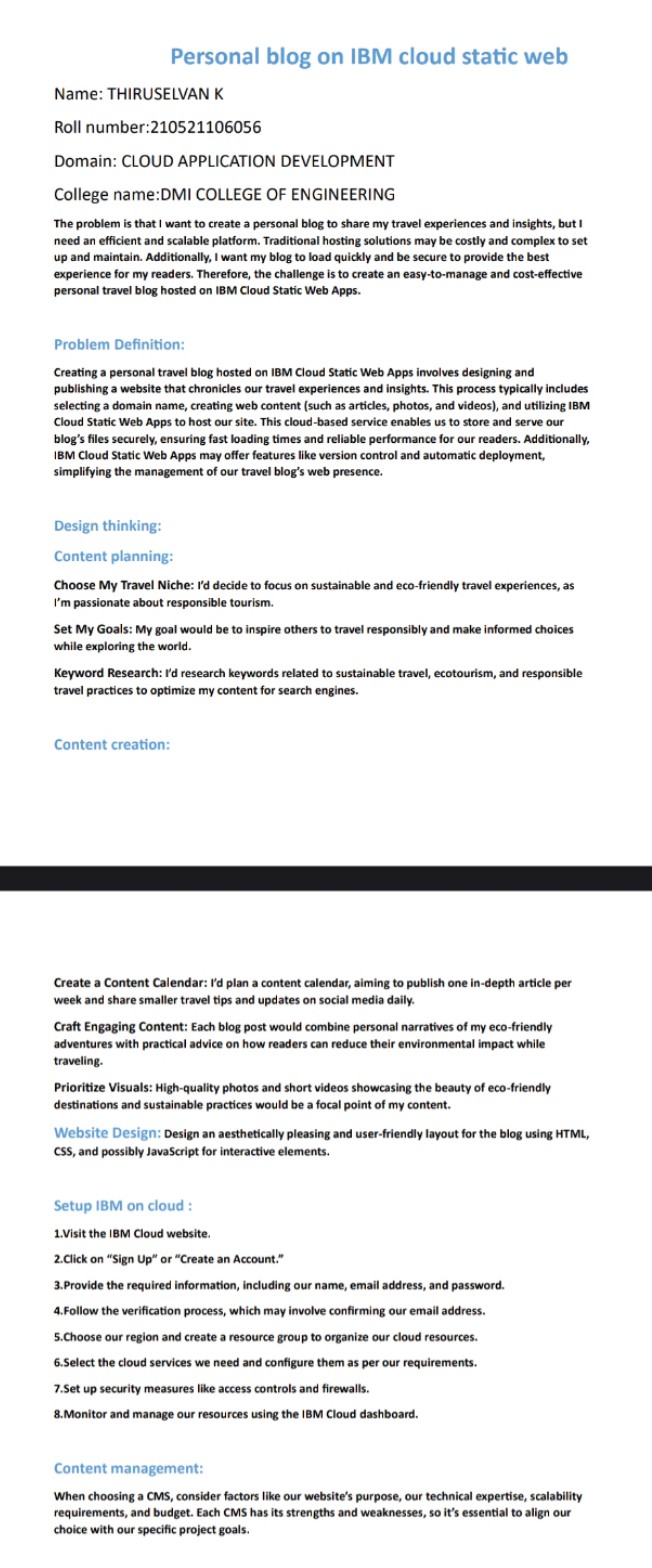 Personal blog on IBM cloud static web
Name: THIRUSELVAN K
Roll number:210521106056
Domain: CLOUD APPLICATION DEVELOPMENT
College name:DMI COLLEGE OF ENGINEERING
The problem is that I want to create a personal blog to share my travel experiences and insights, but I
need an efficient and scalable platform. Traditional hosting solutions may be costly and complex to set
up and maintain. Additionally, I want my blog to load quickly and be secure to provide the best
experience for my readers. Therefore, the challenge is to create an easy-to-manage and cost-effective
personal travel blog hosted on IBM Cloud Static Web Apps.
Problem Definition:
Creating a personal travel blog hosted on IBM Cloud Static Web Apps involves designing and
publishing a website that chronicles our travel experiences and insights. This process typically includes
selecting a domain name, creating web content (such as articles, photos, and videos), and utilizing IBM
Cloud Static Web Apps to host our site. This cloud-based service enables us to store and serve our
blog's files securely, ensuring fast loading times and reliable performance for our readers. Additionally,
IBM Cloud Static Web Apps may offer features like version control and automatic deployment,
simplifying the management of our travel blog's web presence.
Design thinking:
Content planning:
Choose My Travel Niche: I'd decide to focus on sustainable and eco-friendly travel experiences, as
I'm passionate about responsible tourism.
Set My Goals: My goal would be to inspire others to travel responsibly and make informed choices
while exploring the world.
Keyword Research: I'd research keywords related to sustainable travel, ecotourism, and responsible
travel practices to optimize my content for search engines.
Content creation:
Create a Content Calendar: I'd plan a content calendar, aiming to publish one in-depth article per
week and share smaller travel tips and updates on social media daily.
Craft Engaging Content: Each blog post would combine personal narratives of my eco-friendly
adventures with practical advice on how readers can reduce their environmental impact while
traveling.
Prioritize Visuals: High-quality photos and short videos showcasing the beauty of eco-friendly
destinations and sustainable practices would be a focal point of my content.
Website Design: Design an aesthetically pleasing and user-friendly layout for the blog using HTML,
CSS, and possibly JavaScript for interactive elements.
Setup IBM on cloud :
1.Visit the IBM Cloud website.
2.Click on "Sign Up" or "Create an Account."
3.Provide the required information, including our name, email address, and password.
4.Follow the verification process, which may involve confirming our email address.
5.Choose our region and create a resource group to organize our cloud resources.
6.Select the cloud services we need and configure them as per our requirements.
7.Set up security measures like access controls and firewalls.
8.Monitor and manage our resources using the IBM Cloud dashboard.
Content management:
When choosing a CMS, consider factors like our website's purpose, our technical expertise, scalability
requirements, and budget. Each CMS has its strengths and weaknesses, so it's essential to align our
choice with our specific project goals.